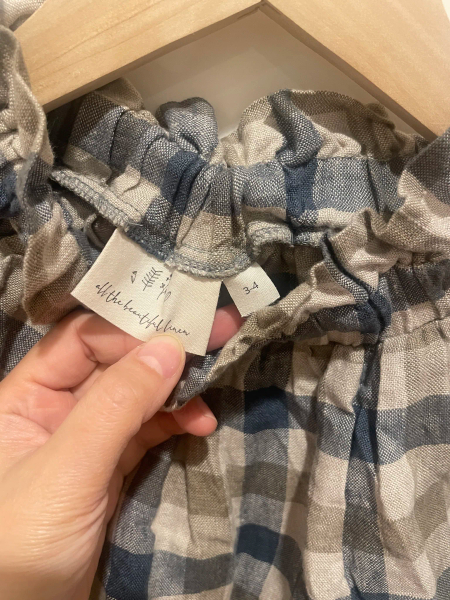 all the beautiful linen
3-4